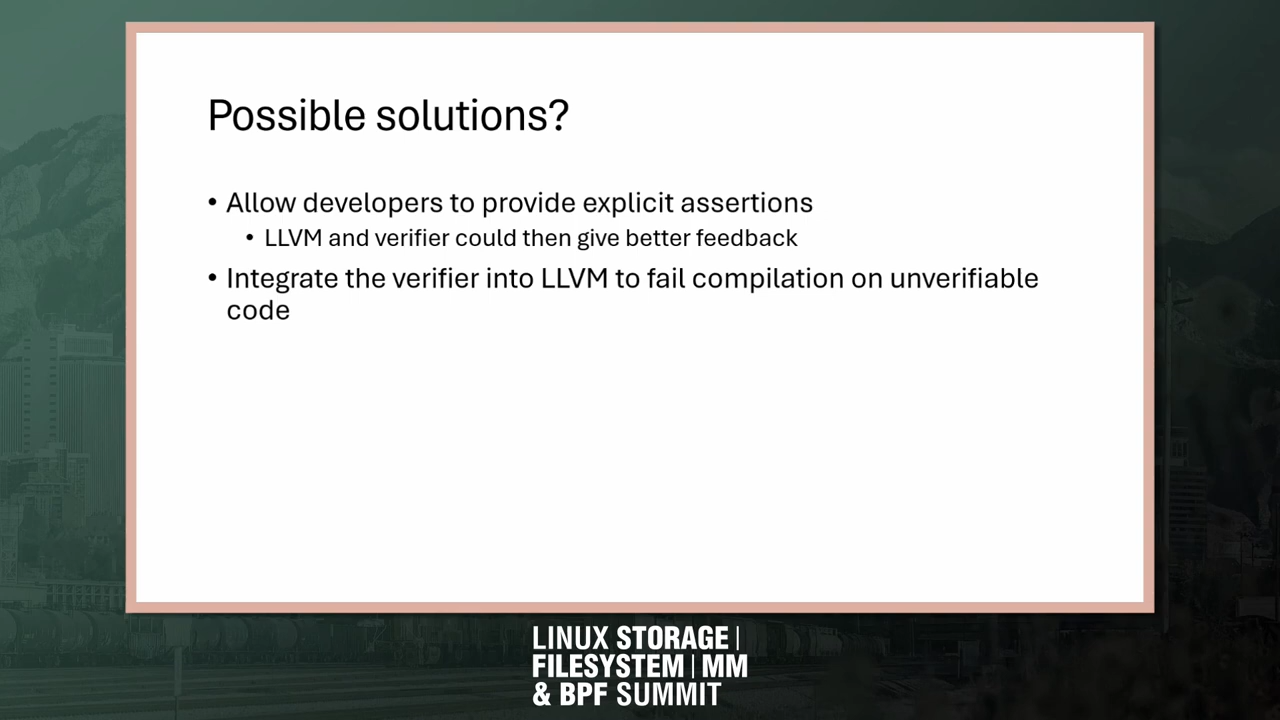 Possible solutions?
• Allow developers to provide explicit assertions
• LLVM and verifier could then give better feedback
• Integrate the verifier into LLVM to fail compilation on unverifiable
code
LINUX STORAGE |
FILESYSTEM | MM
& BPF SUMMIT